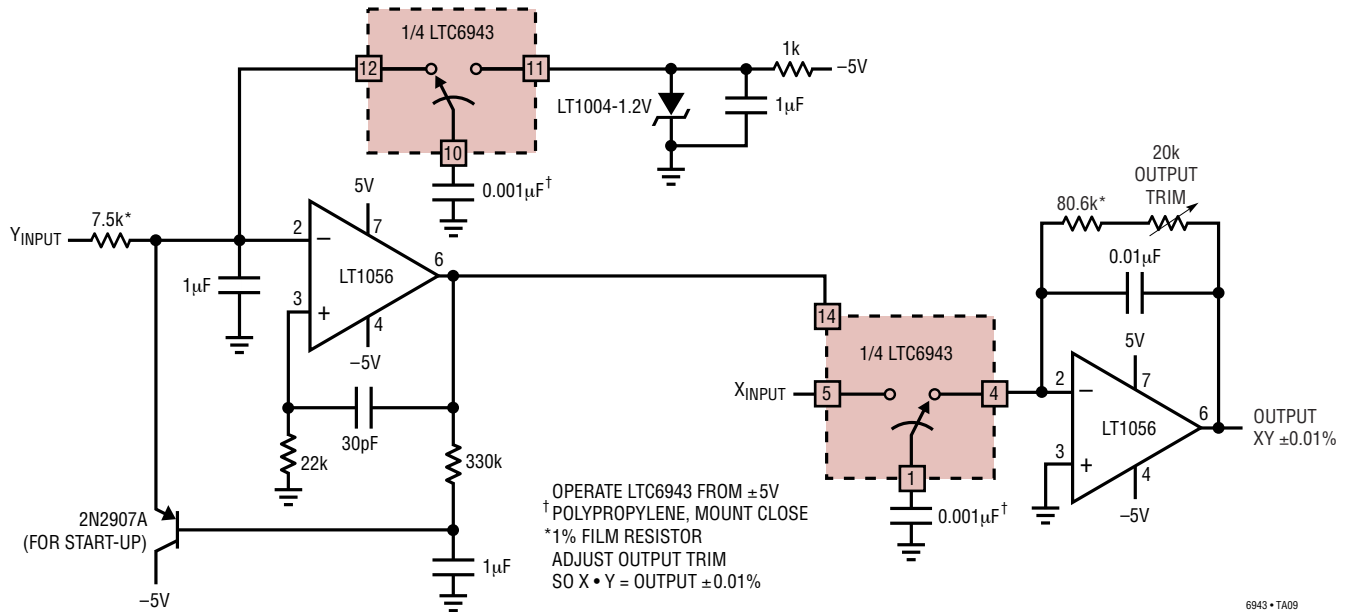 1/4 LTC6943
12
11
10
1k
–5V
LT1004-1.2V
1µF
0.001µF†
5V
YINPUT
7.5k*
2
–
7
LT1056
6
1µF
3
+
4
–5V
30pF
22k
330k
2N2907A
(FOR START-UP)
–5V
1µF
OPERATE LTC6943 FROM ±5V
†POLYPROPYLENE, MOUNT CLOSE
*1% FILM RESISTOR
ADJUST OUTPUT TRIM
SO X • Y = OUTPUT ±0.01%
14
1/4 LTC6943
XINPUT
5
4
1
0.001µF†
20k
OUTPUT
TRIM
80.6k*
0.01µF
5V
2
–
7
LT1056
6
3
+
4
–5V
OUTPUT
XY ±0.01%
6943 • TA09